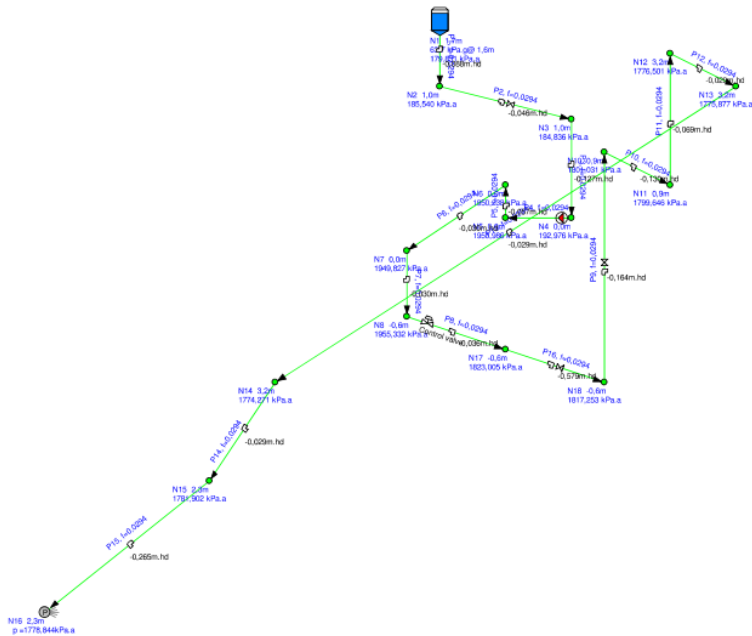 N12 3,2m
1776,501 kPa.a
P12, f=0,0294
-0,029m.hd
N13 3,2m
1775,877 kPa.a
N2 1,0m
185,540 kPa.a
P2, f=0,0294
-0,046m.hd
N3 1,0m
184,836 kPa.a
P11, f=0,0294
-0,069m.hd
P10, f=0,0294
N11 0,9m
1799,646 kPa.a
N4 0,0m
192,976 kPa.a
-0,029m.hd
P6, f=0,0294
N7 0,0m
1949,827 kPa.a
P9, f=0,0294
-0,164m.hd
N8 -0,6m
1955,332 kPa.a
Control valve
P8, f=0,0294
-0,036m.hd
N17 -0,6m
1823,005 kPa.a
P16, f=0,0294
-0,579m.hd
N18 -0,6m
1817,253 kPa.a
N14 3,2m
1774,271 kPa.a
P14, f=0,0294
-0,029m.hd
N15 2,3m
1781,902 kPa.a
P15, f=0,0294
-0,265m.hd
P
N16 2,3m
p =1778,844kPa.a